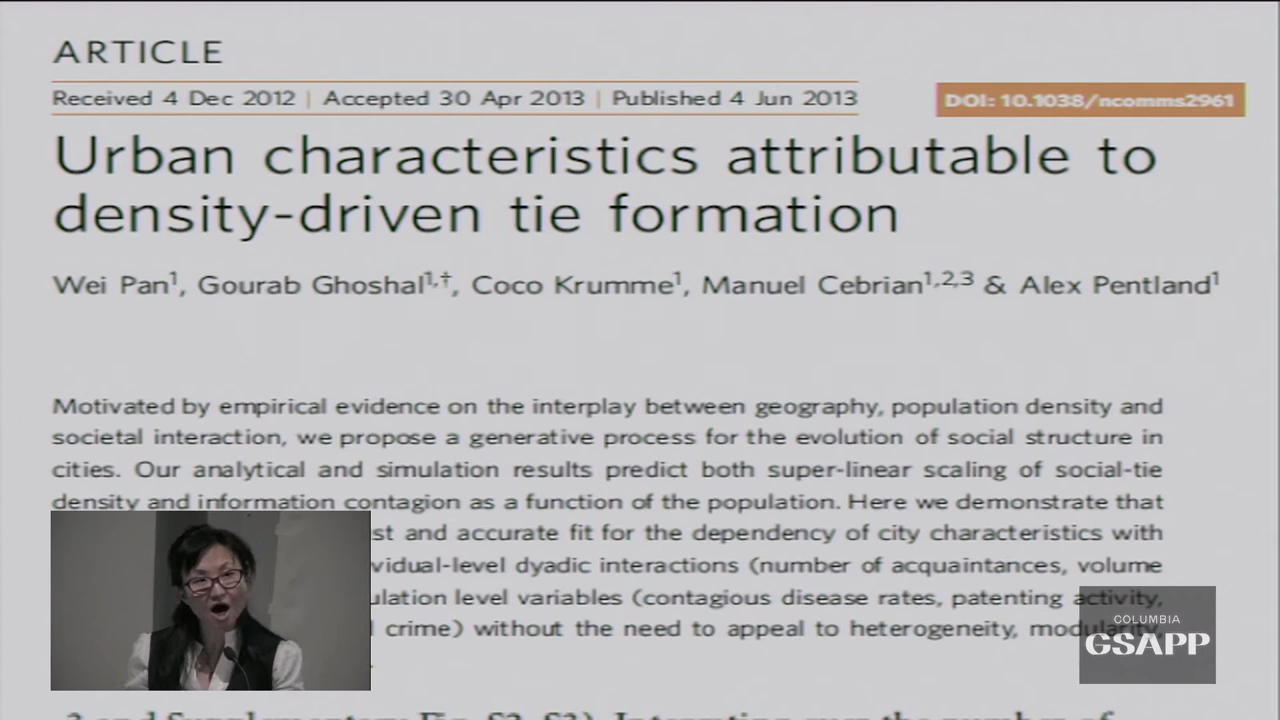 ARTICLE
Received 4 Dec 2012 | Accepted 30 Apr 2013 | Published 4 Jun 2013
DOI: 10.1038/ncomms2961
Urban characteristics attributable to
density-driven tie formation
Wei Pan1, Gourab Ghoshal1,†, Coco Krumme1, Manuel Cebrian1,2,3 & Alex Pentland1
Motivated by empirical evidence on the interplay between geography, population density and
societal interaction, we propose a generative process for the evolution of social structure in
cities. Our analytical and simulation results predict both super-linear scaling of social-tie
density and information contagion as a function of the population. Here we demonstrate that
st and accurate fit for the dependency of city characteristics with
vidual-level dyadic interactions (number of acquaintances, volume
ulation level variables (contagious disease rates, patenting activity,
crime) without the need to appeal to heterogeneity, modularity,
COLUMBIA
GSAPP